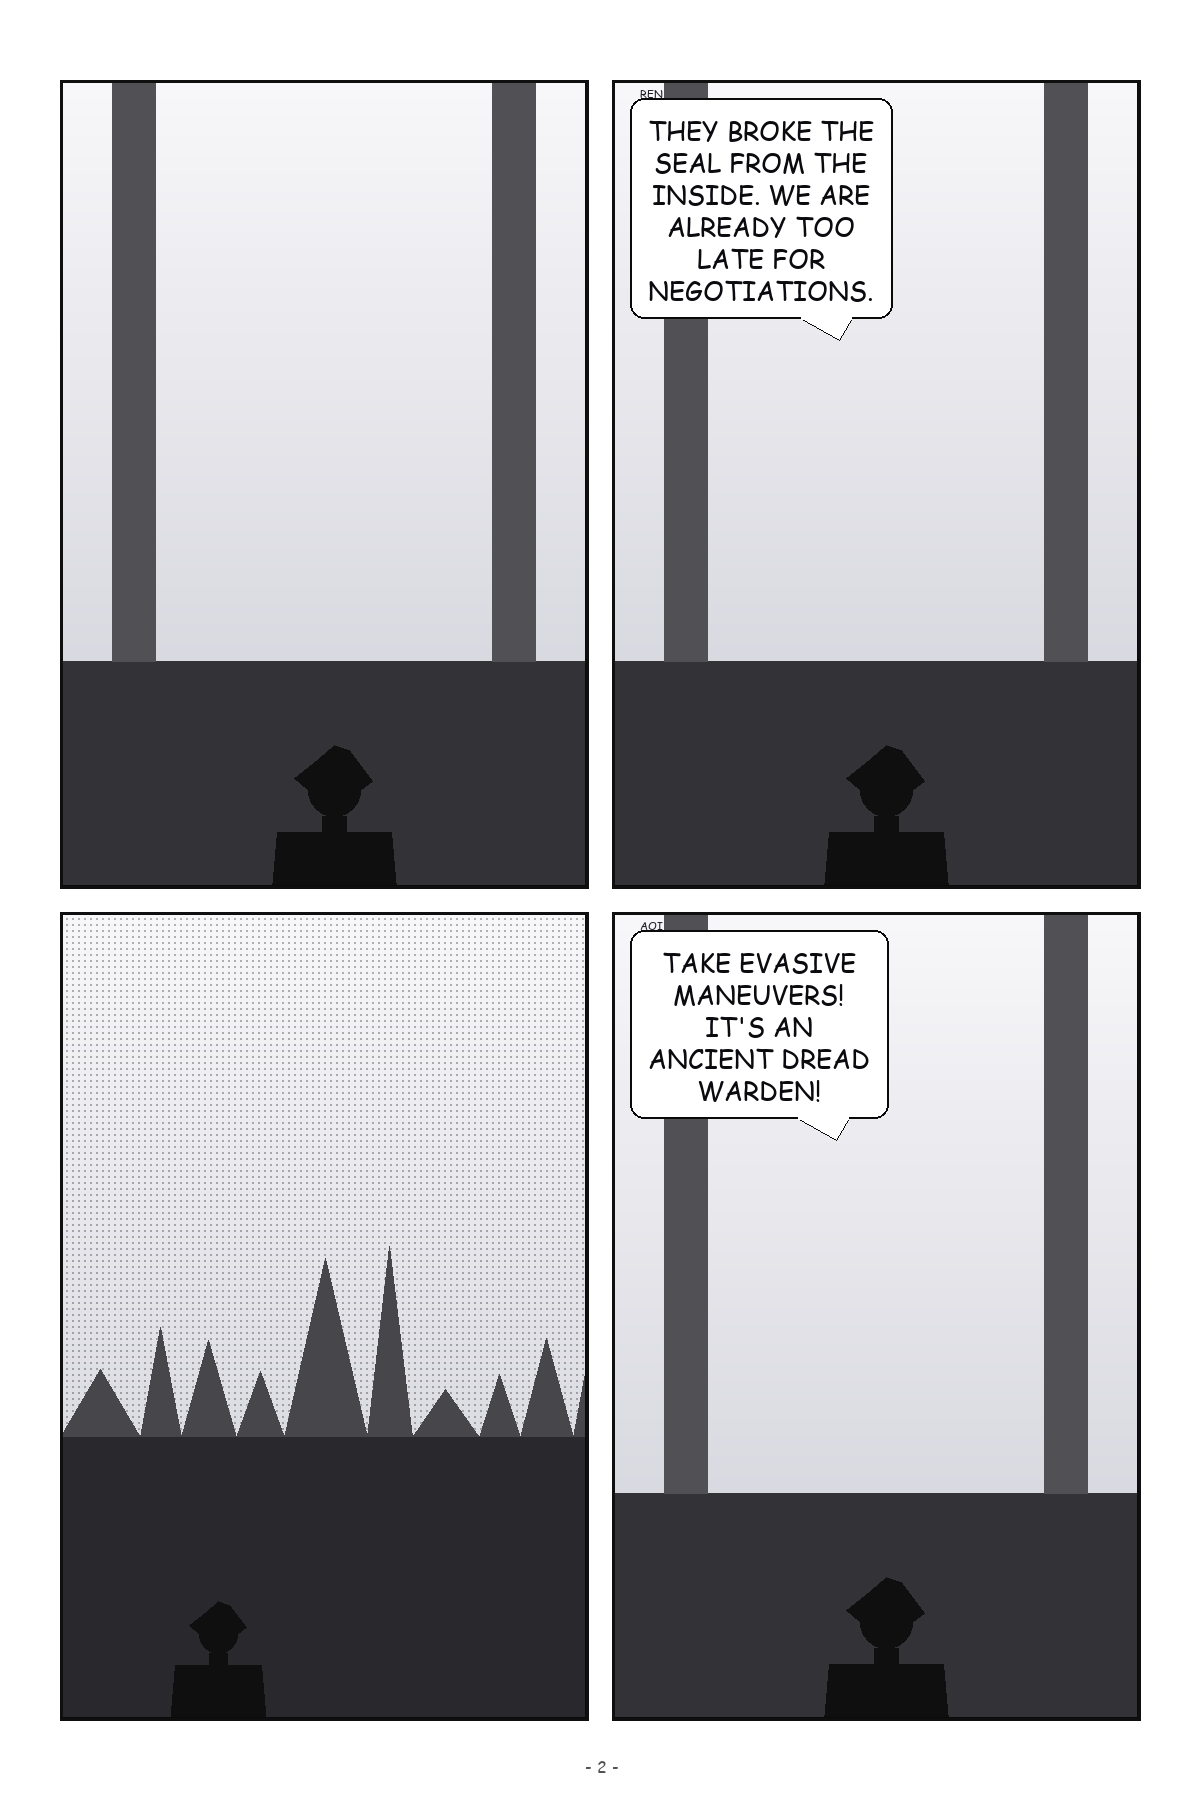 REN
THEY BROKE THE
SEAL FROM THE
INSIDE. WE ARE
ALREADY TOO
LATE FOR
NEGOTIATIONS.
AOI
TAKE EVASIVE
MANEUVERS!
IT'S AN
ANCIENT DREAD
WARDEN!
- 2 -